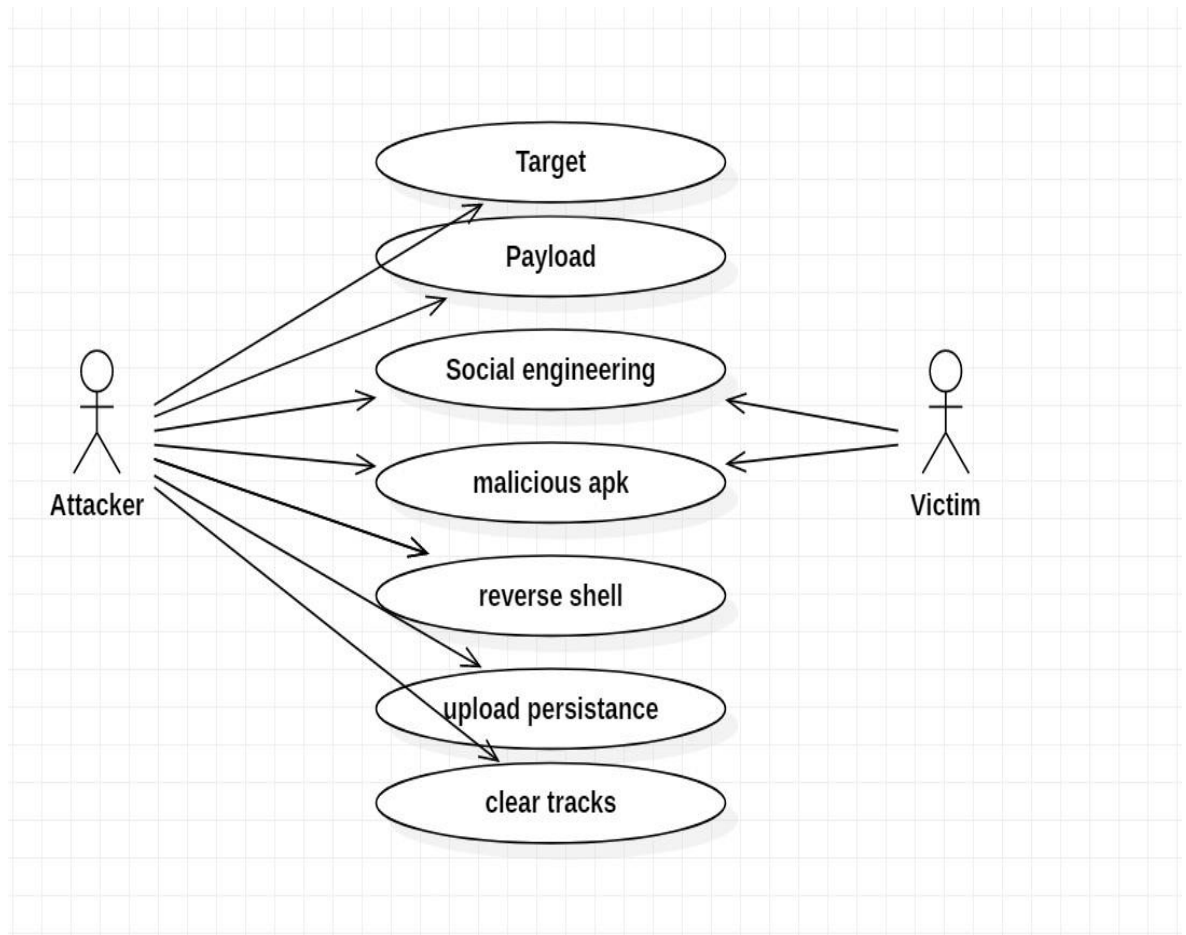 Target
Payload
Social engineering
malicious apk
Attacker
Victim
reverse shell
upload persistance
clear tracks